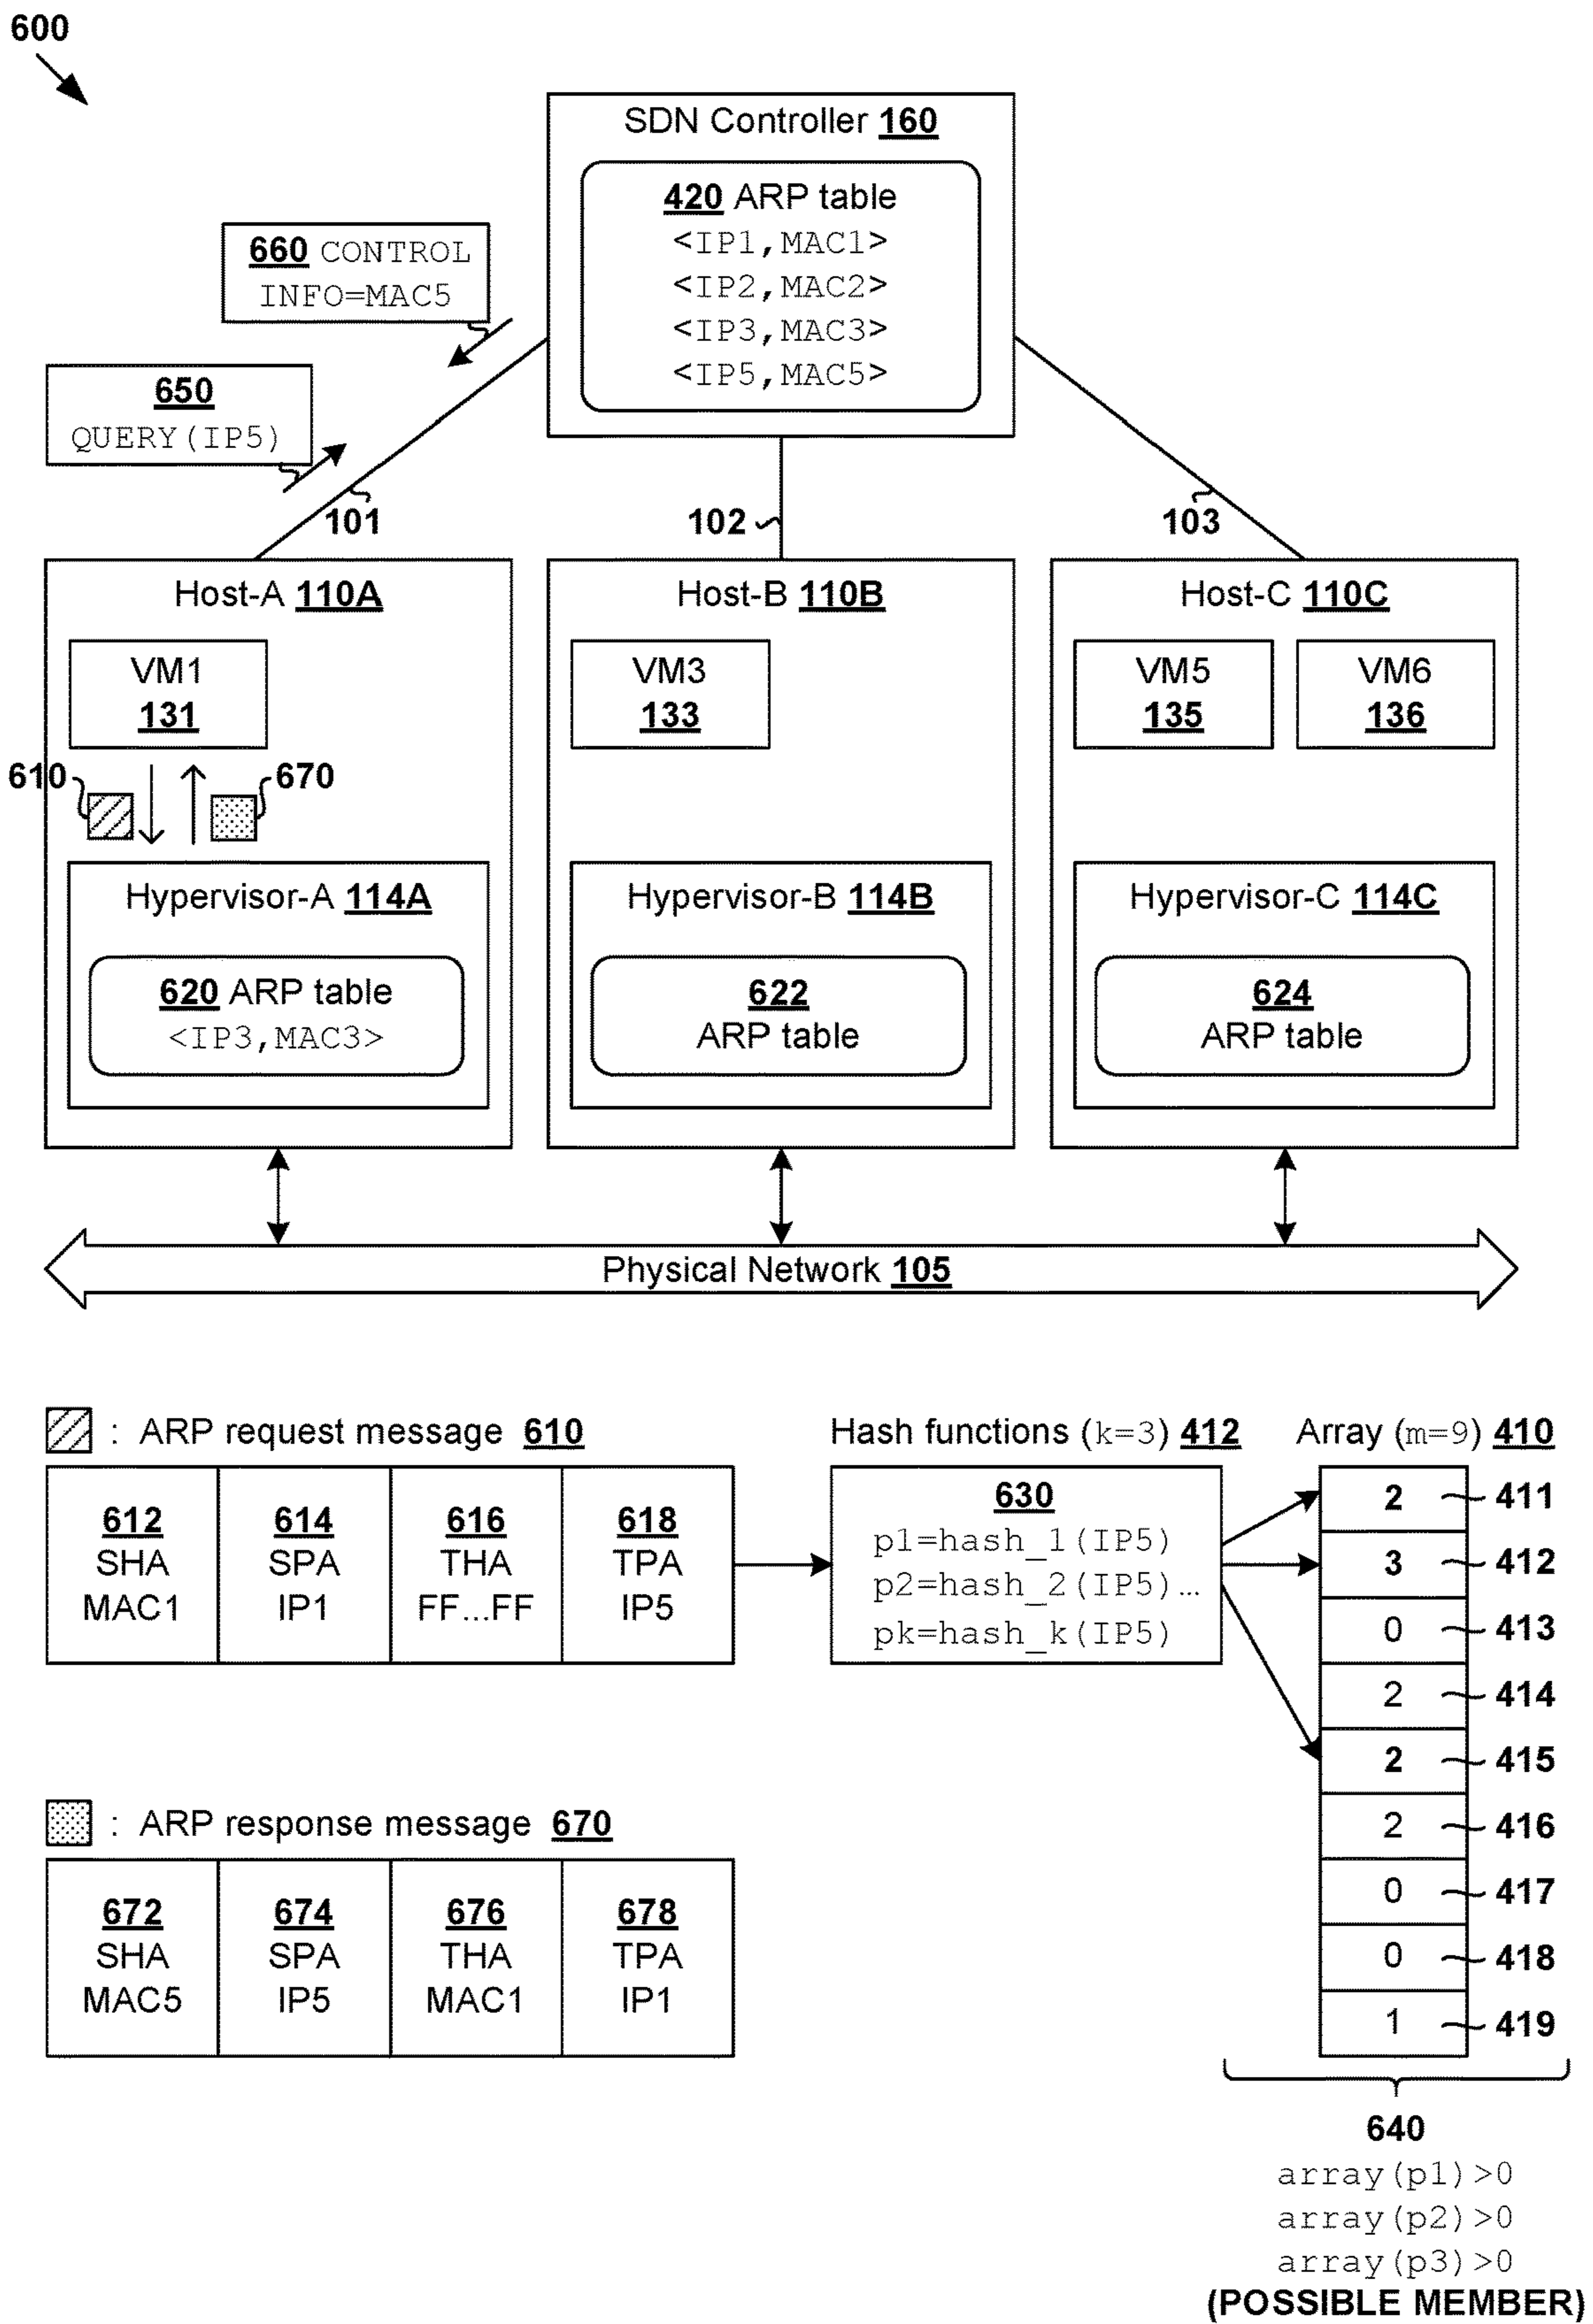 600
SDN Controller 160
420 ARP table
<IP1,MAC1>
<IP2,MAC2>
<IP3,MAC3>
<IP5,MAC5>
660 CONTROL
INFO=MAC5
650
QUERY(IP5)
101
102
103
Host-A 110A
VM1
131
610
670
Hypervisor-A 114A
620 ARP table
<IP3,MAC3>
Host-B 110B
VM3
133
Hypervisor-B 114B
622
ARP table
Host-C 110C
VM5
135
VM6
136
Hypervisor-C 114C
624
ARP table
Physical Network 105
: ARP request message 610
612
SHA
MAC1
614
SPA
IP1
616
THA
FF...FF
618
TPA
IP5
Hash functions (k=3) 412
630
p1=hash_1(IP5)
p2=hash_2(IP5)...
pk=hash_k(IP5)
Array (m=9) 410
2 411
3 412
0 413
2 414
2 415
2 416
0 417
0 418
1 419
: ARP response message 670
672
SHA
MAC5
674
SPA
IP5
676
THA
MAC1
678
TPA
IP1
640
array(p1)>0
array(p2)>0
array(p3)>0
(POSSIBLE MEMBER)